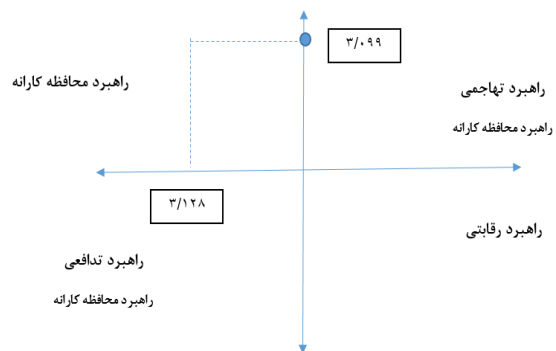 ۳/۰۹۹
راهبرد محافظه کارانه
راهبرد تهاجمی
راهبرد محافظه کارانه
۳/۱۲۸
راهبرد رقابتی
راهبرد تدافعی
راهبرد محافظه کارانه